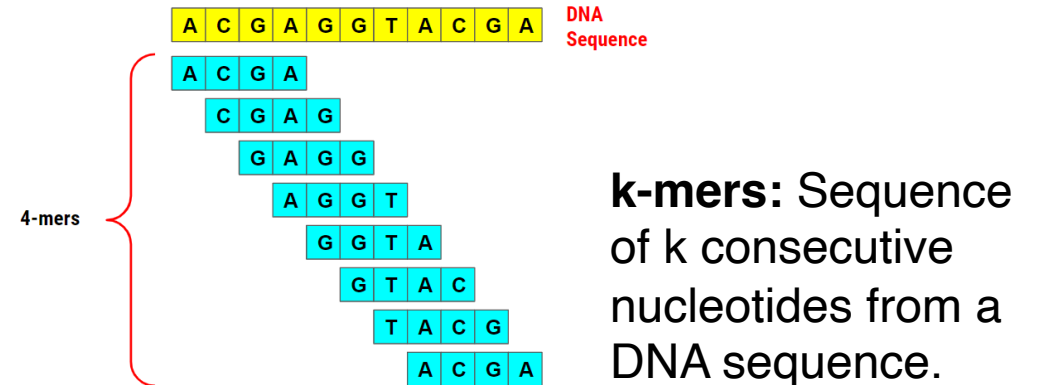 A C G A G G T A C G A
DNA
Sequence
A C G A
C G A G
G A G G
A G G T
G G T A
G T A C
T A C G
A C G A
4-mers
k-mers: Sequence
of k consecutive
nucleotides from a
DNA sequence.